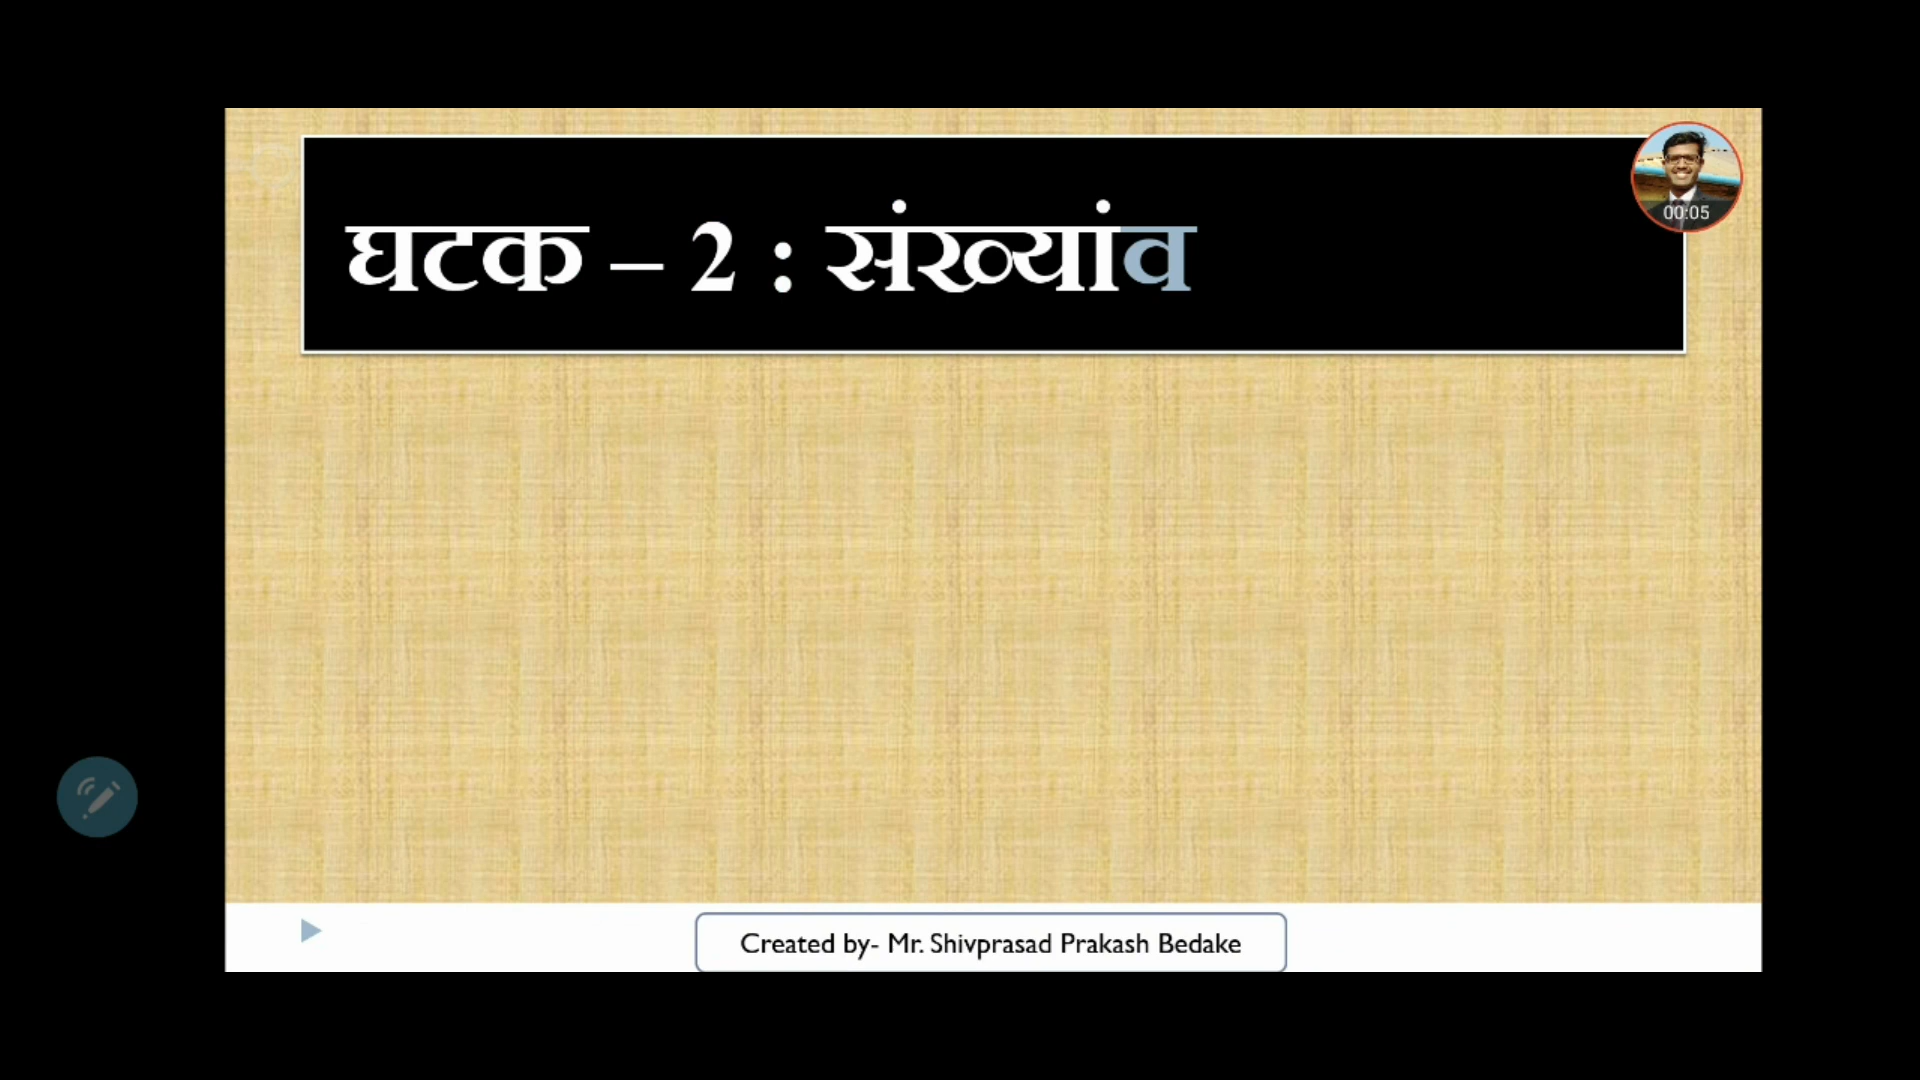 घटक – 2 : संख्यांव
00:05
Created by- Mr. Shivprasad Prakash Bedake